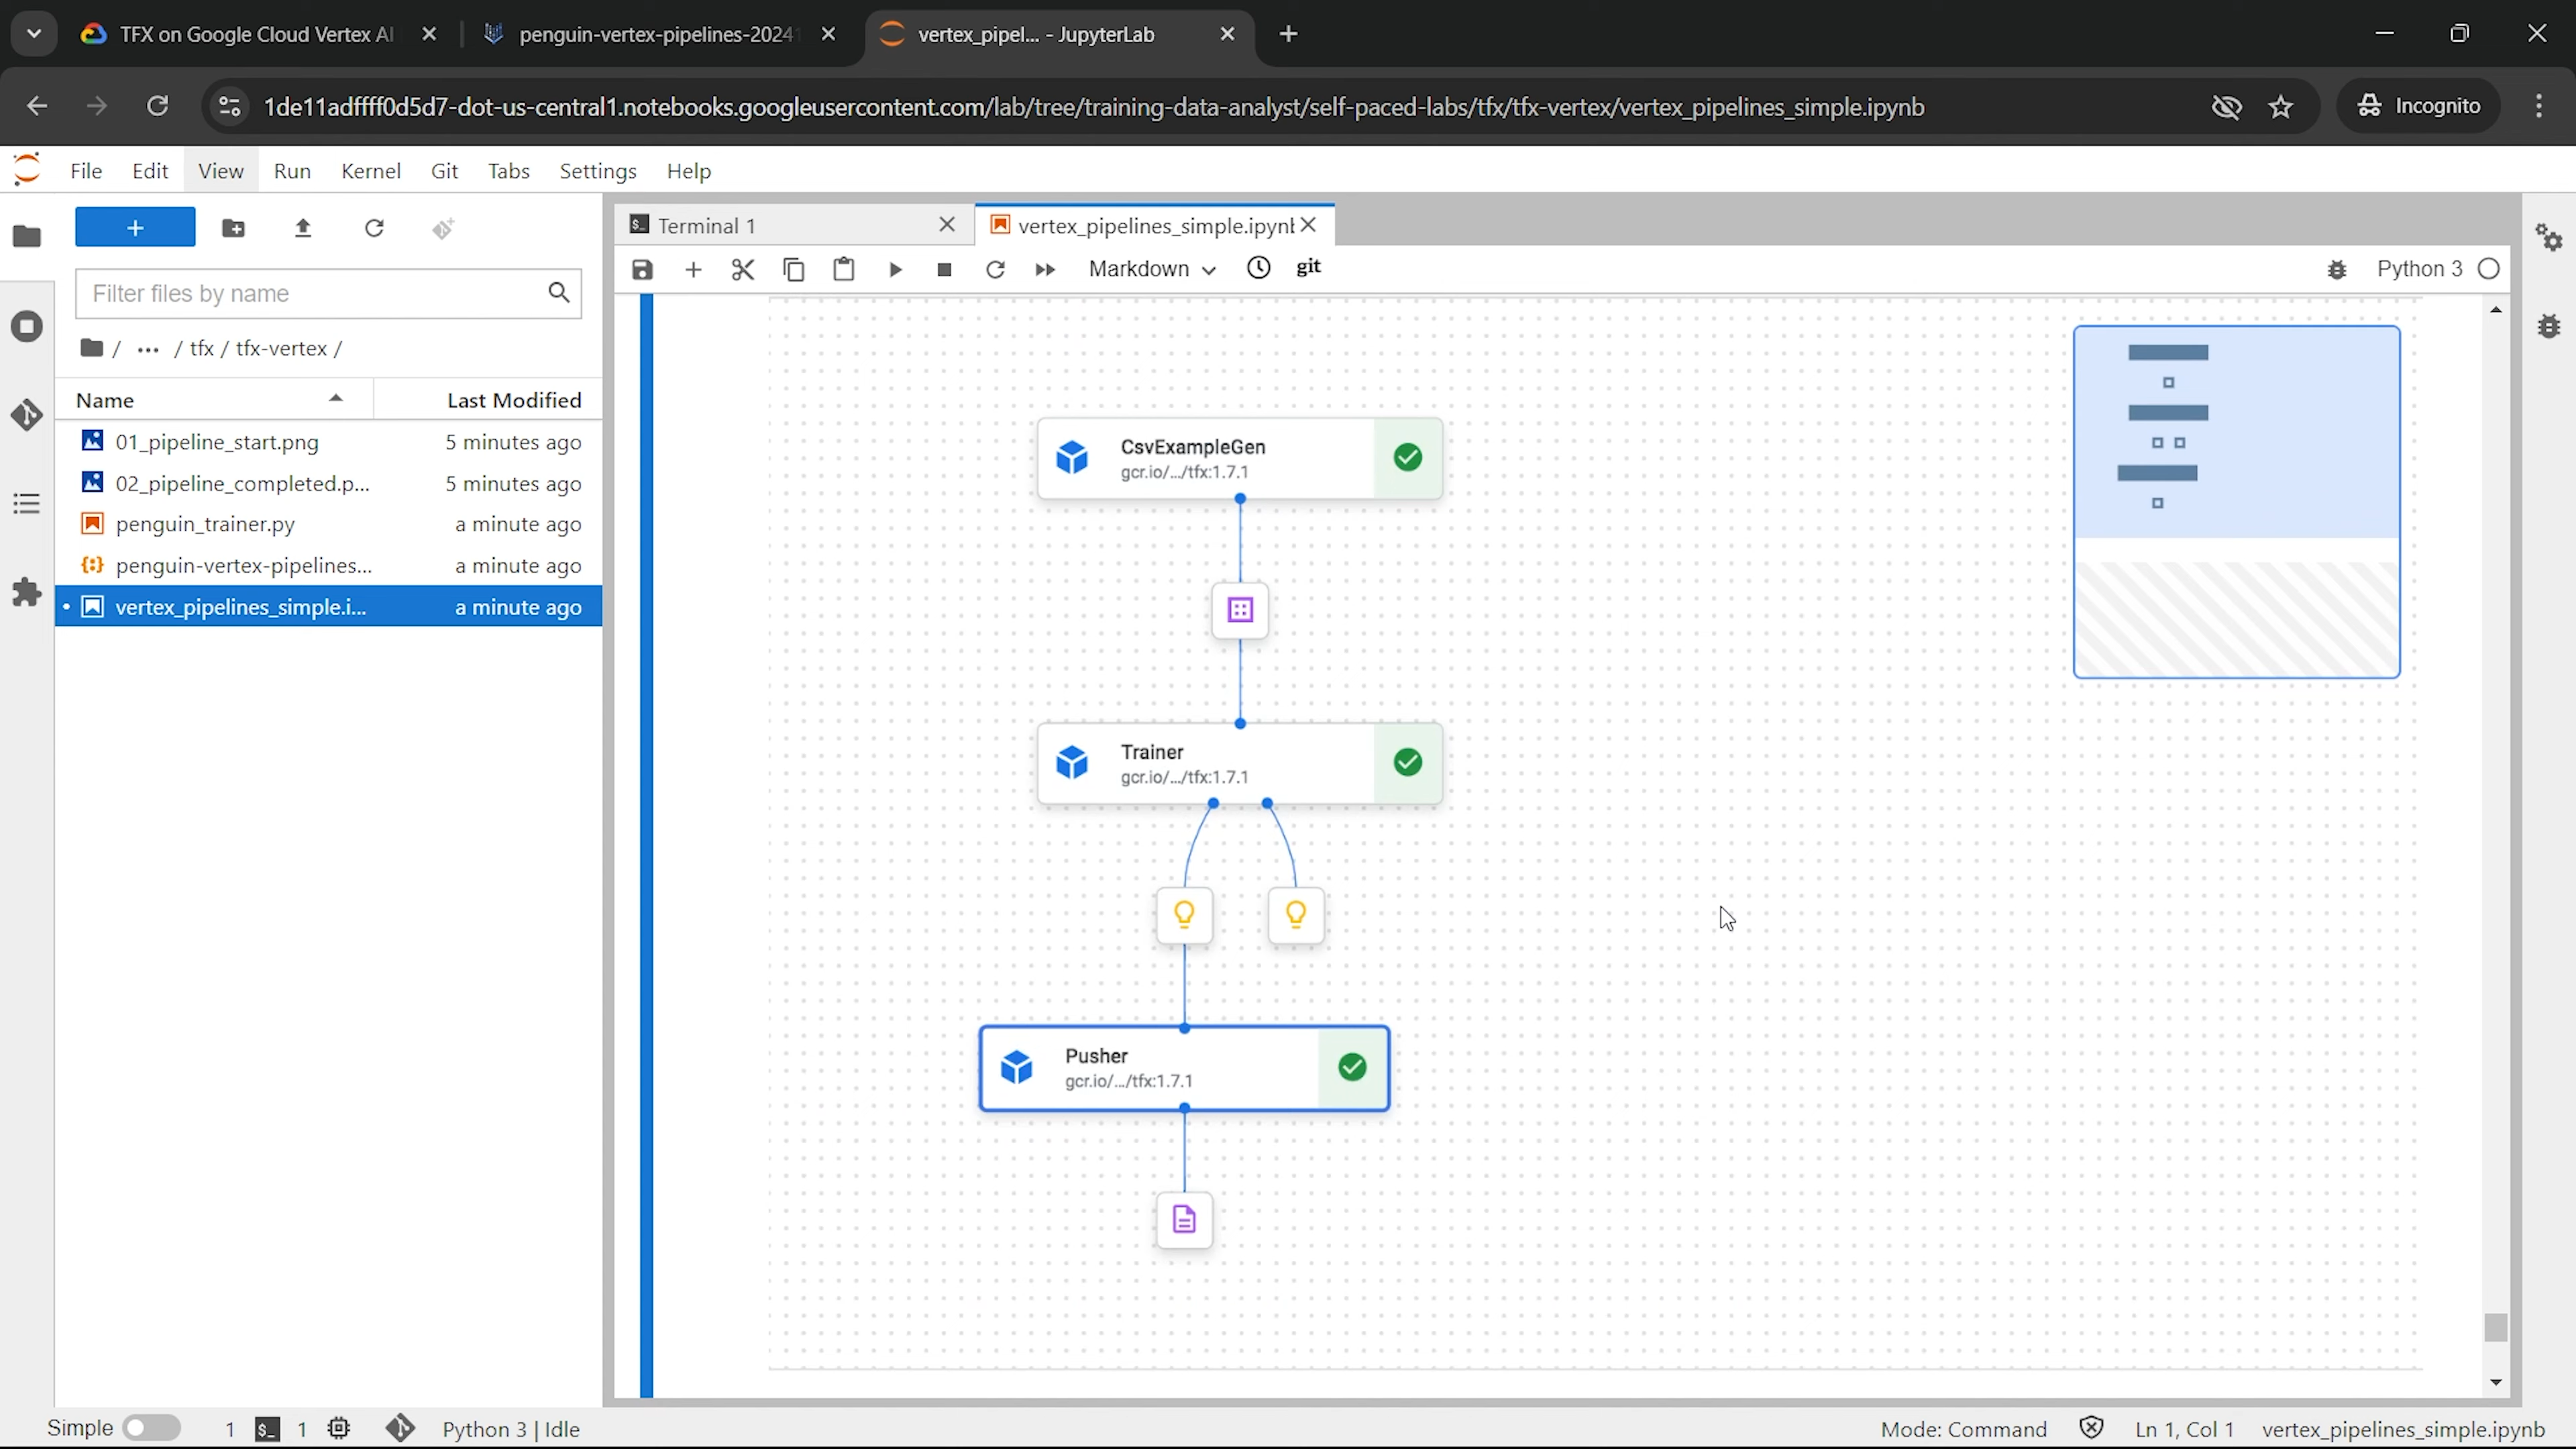 TFX on Google Cloud Vertex AI
penguin-vertex-pipelines-20241
vertex_pipel... - JupyterLab
1de11adffff0d5d7-dot-us-central1.notebooks.googleusercontent.com/lab/tree/training-data-analyst/self-paced-labs/tfx/tfx-vertex/vertex_pipelines_simple.ipynb
Incognito
File Edit View Run Kernel Git Tabs Settings Help
Terminal 1
vertex_pipelines_simple.ipynb
Markdown
git
Python 3
Filter files by name
/ ... / tfx / tfx-vertex /
Name Last Modified
01_pipeline_start.png 5 minutes ago
02_pipeline_completed.p... 5 minutes ago
penguin_trainer.py a minute ago
penguin-vertex-pipelines... a minute ago
vertex_pipelines_simple.i... a minute ago
CsvExampleGen
gcr.io/.../tfx:1.7.1
Trainer
gcr.io/.../tfx:1.7.1
Pusher
gcr.io/.../tfx:1.7.1
Simple 1 $_ 1 Python 3 | Idle Mode: Command Ln 1, Col 1 vertex_pipelines_simple.ipynb